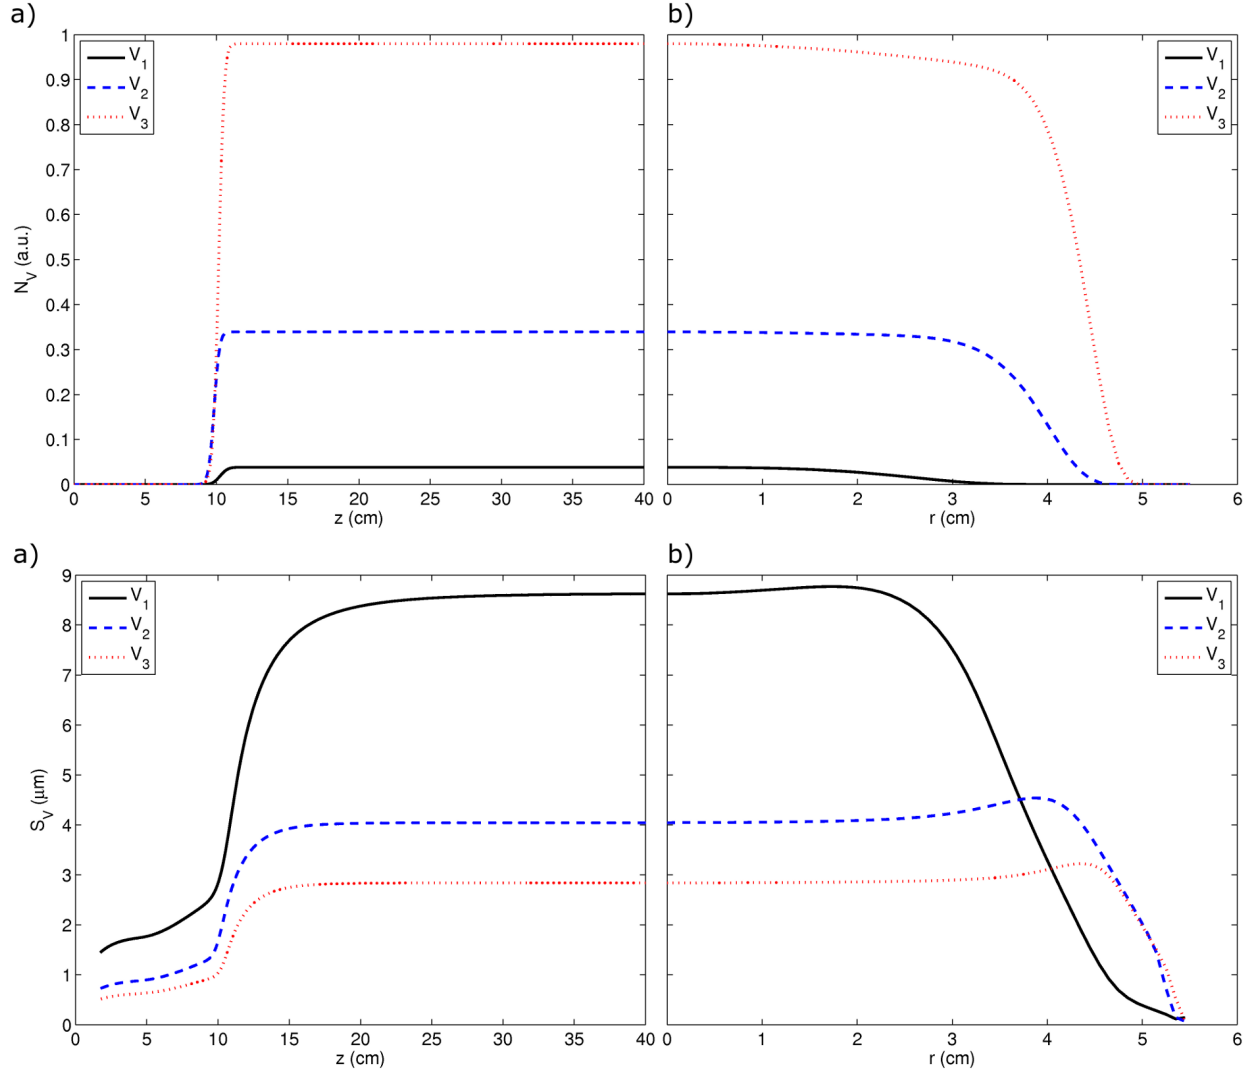 a)
b)
1
0.9
0.8
0.7
0.6
0.5
0.4
0.3
0.2
0.1
0
N_V (a.u.)
V_1
V_2
V_3
0 5 10 15 20 25 30 35 40
z (cm)
V_1
V_2
V_3
0 1 2 3 4 5 6
r (cm)
a)
b)
9
8
7
6
5
4
3
2
1
0
S_V (μm)
V_1
V_2
V_3
0 5 10 15 20 25 30 35 40
z (cm)
V_1
V_2
V_3
0 1 2 3 4 5 6
r (cm)